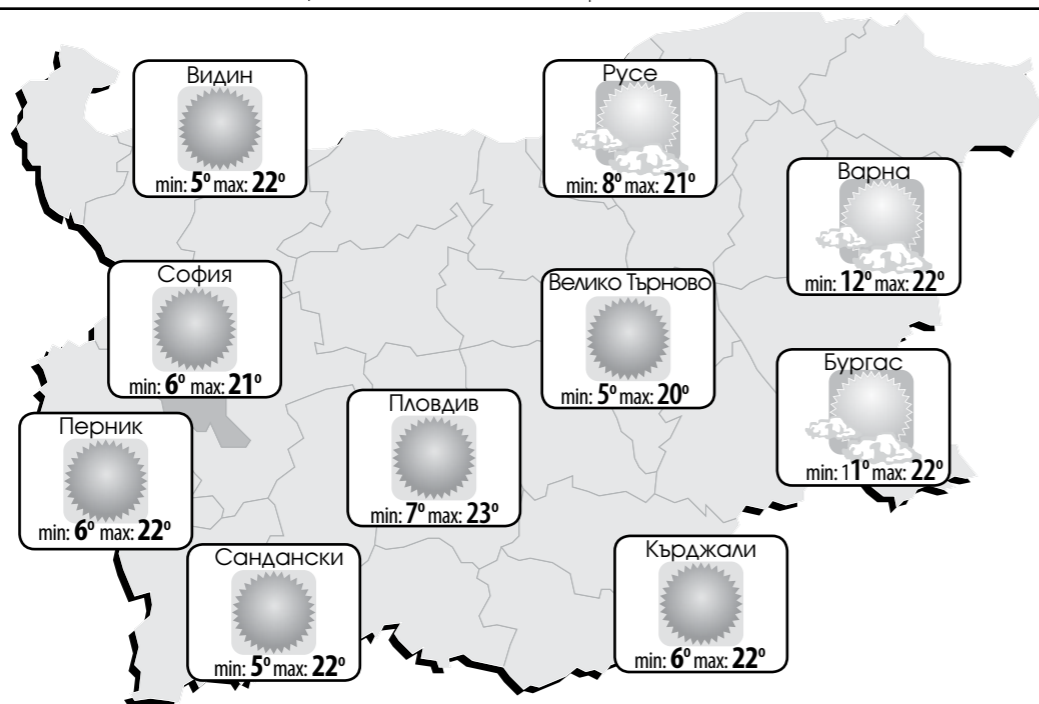 Видин
min: 5° max: 22°
Русе
min: 8° max: 21°
Варна
min: 12° max: 22°
София
min: 6° max: 21°
Велико Търново
min: 5° max: 20°
Бургас
min: 11° max: 22°
Пловдив
min: 7° max: 23°
Перник
min: 6° max: 22°
Сандански
min: 5° max: 22°
Кърджали
min: 6° max: 22°